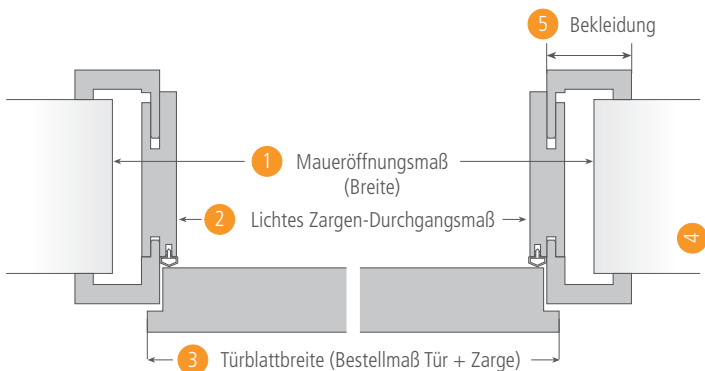 5 Bekleidung
1 Maueröffnungsmaß
(Breite)
2 Lichtes Zargen-Durchgangsmaß
4
3 Türblattbreite (Bestellmaß Tür + Zarge)